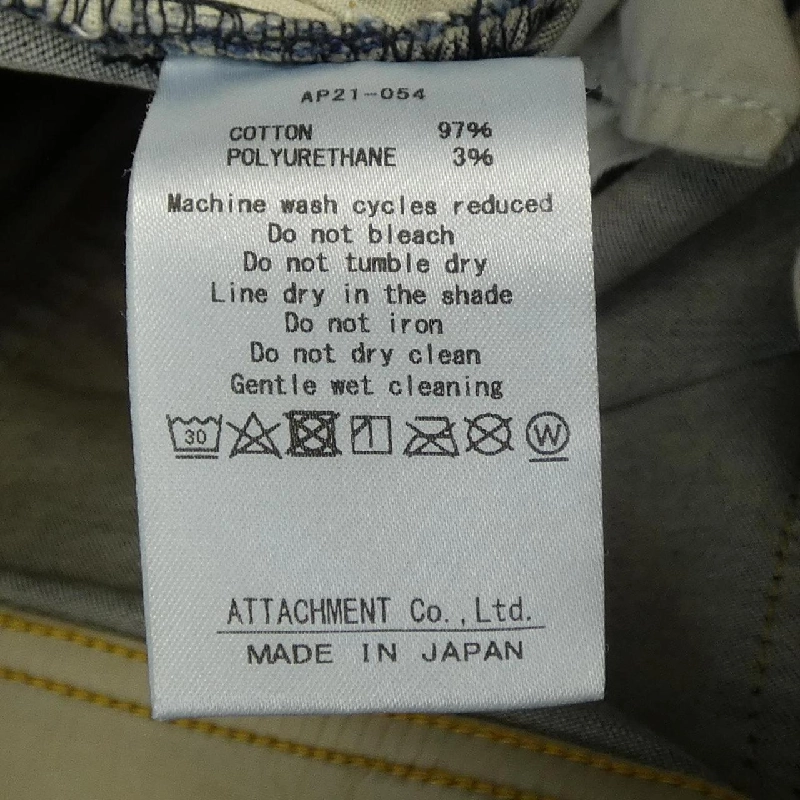 AP21-054
COTTON 97%
POLYURETHANE 3%
Machine wash cycles reduced
Do not bleach
Do not tumble dry
Line dry in the shade
Do not iron
Do not dry clean
Gentle wet cleaning
30 W
ATTACHMENT Co.,Ltd.
MADE IN JAPAN